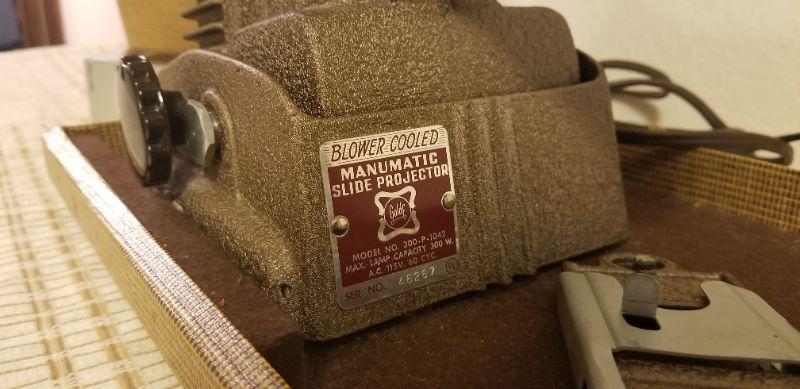 BLOWER COOLED
MANUMATIC
SLIDE PROJECTOR
GoldE
MODEL NO. 300-P-1042
MAX. LAMP CAPACITY 300 W.
A.C. 115V. 60 CYC.
SER. NO. 46257